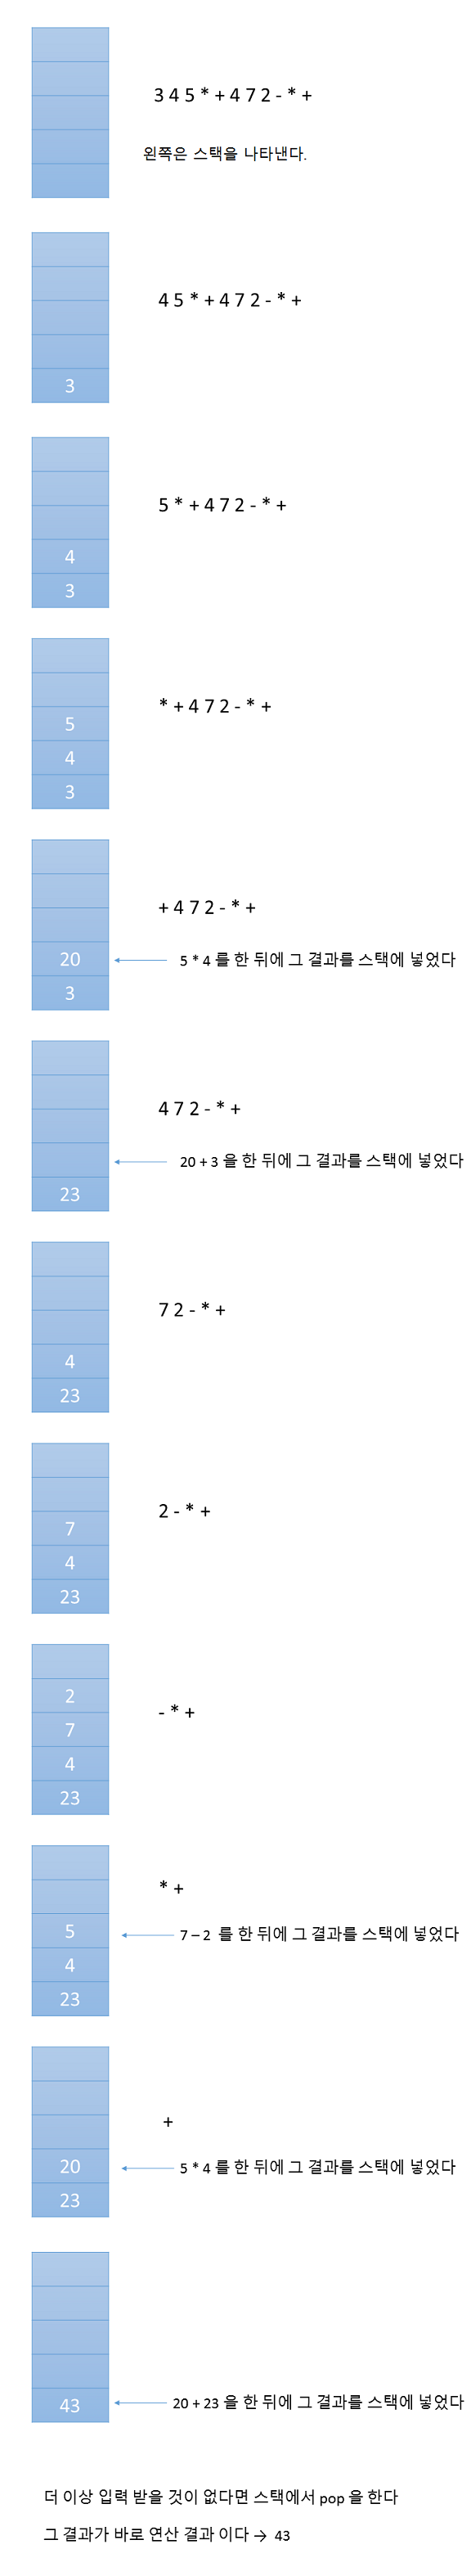 3 4 5 * + 4 7 2 - * +
왼쪽은 스택을 나타낸다.
4 5 * + 4 7 2 - * +
3
5 * + 4 7 2 - * +
4
3
* + 4 7 2 - * +
5
4
3
+ 4 7 2 - * +
20
5 * 4 를 한 뒤에 그 결과를 스택에 넣었다
3
4 7 2 - * +
20 + 3 을 한 뒤에 그 결과를 스택에 넣었다
23
7 2 - * +
4
23
2 - * +
7
4
23
- * +
2
7
4
23
* +
5
7 – 2 를 한 뒤에 그 결과를 스택에 넣었다
4
23
+
20
5 * 4 를 한 뒤에 그 결과를 스택에 넣었다
23
43
20 + 23 을 한 뒤에 그 결과를 스택에 넣었다
더 이상 입력 받을 것이 없다면 스택에서 pop 을 한다
그 결과가 바로 연산 결과 이다 → 43